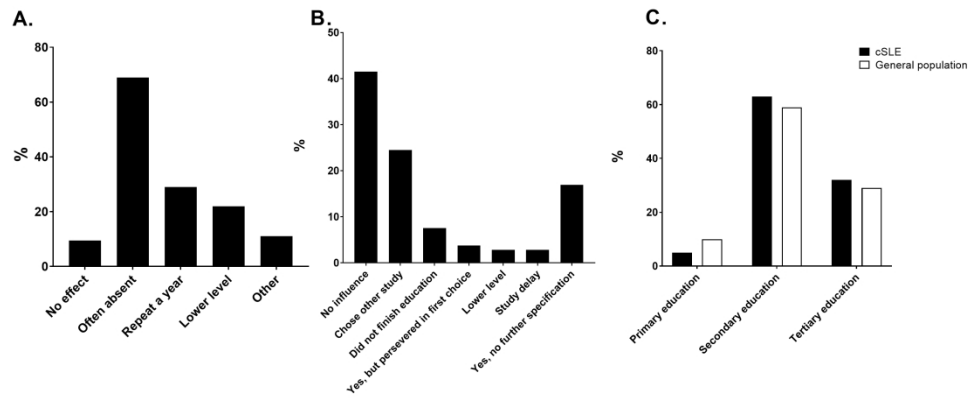 A.
%
80
60
40
20
0
No effect
Often absent
Repeat a year
Lower level
Other
B.
%
50
40
30
20
10
0
No influence
Chose other study
Did not finish education
Yes, but persevered in first choice
Lower level
Study delay
Yes, no further specification
C.
cSLE
General population
%
80
60
40
20
0
Primary education
Secondary education
Tertiary education